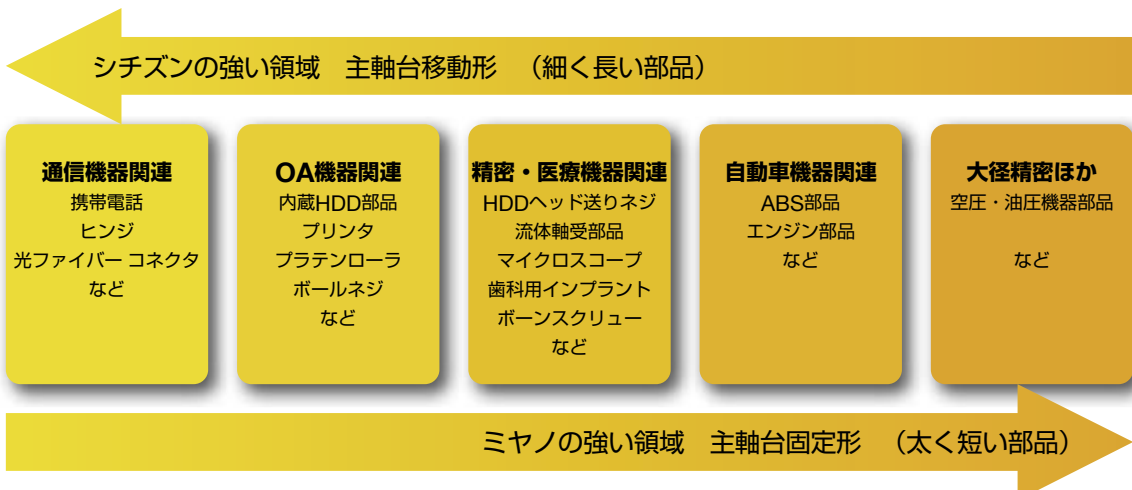 シチズンの強い領域　主軸台移動形　（細く長い部品）
通信機器関連
携帯電話
ヒンジ
光ファイバー コネクタ
など
OA機器関連
内蔵HDD部品
プリンタ
プラテンローラ
ボールネジ
など
精密・医療機器関連
HDDヘッド送りネジ
流体軸受部品
マイクロスコープ
歯科用インプラント
ボーンスクリュー
など
自動車機器関連
ABS部品
エンジン部品
など
大径精密ほか
空圧・油圧機器部品
など
ミヤノの強い領域　主軸台固定形　（太く短い部品）